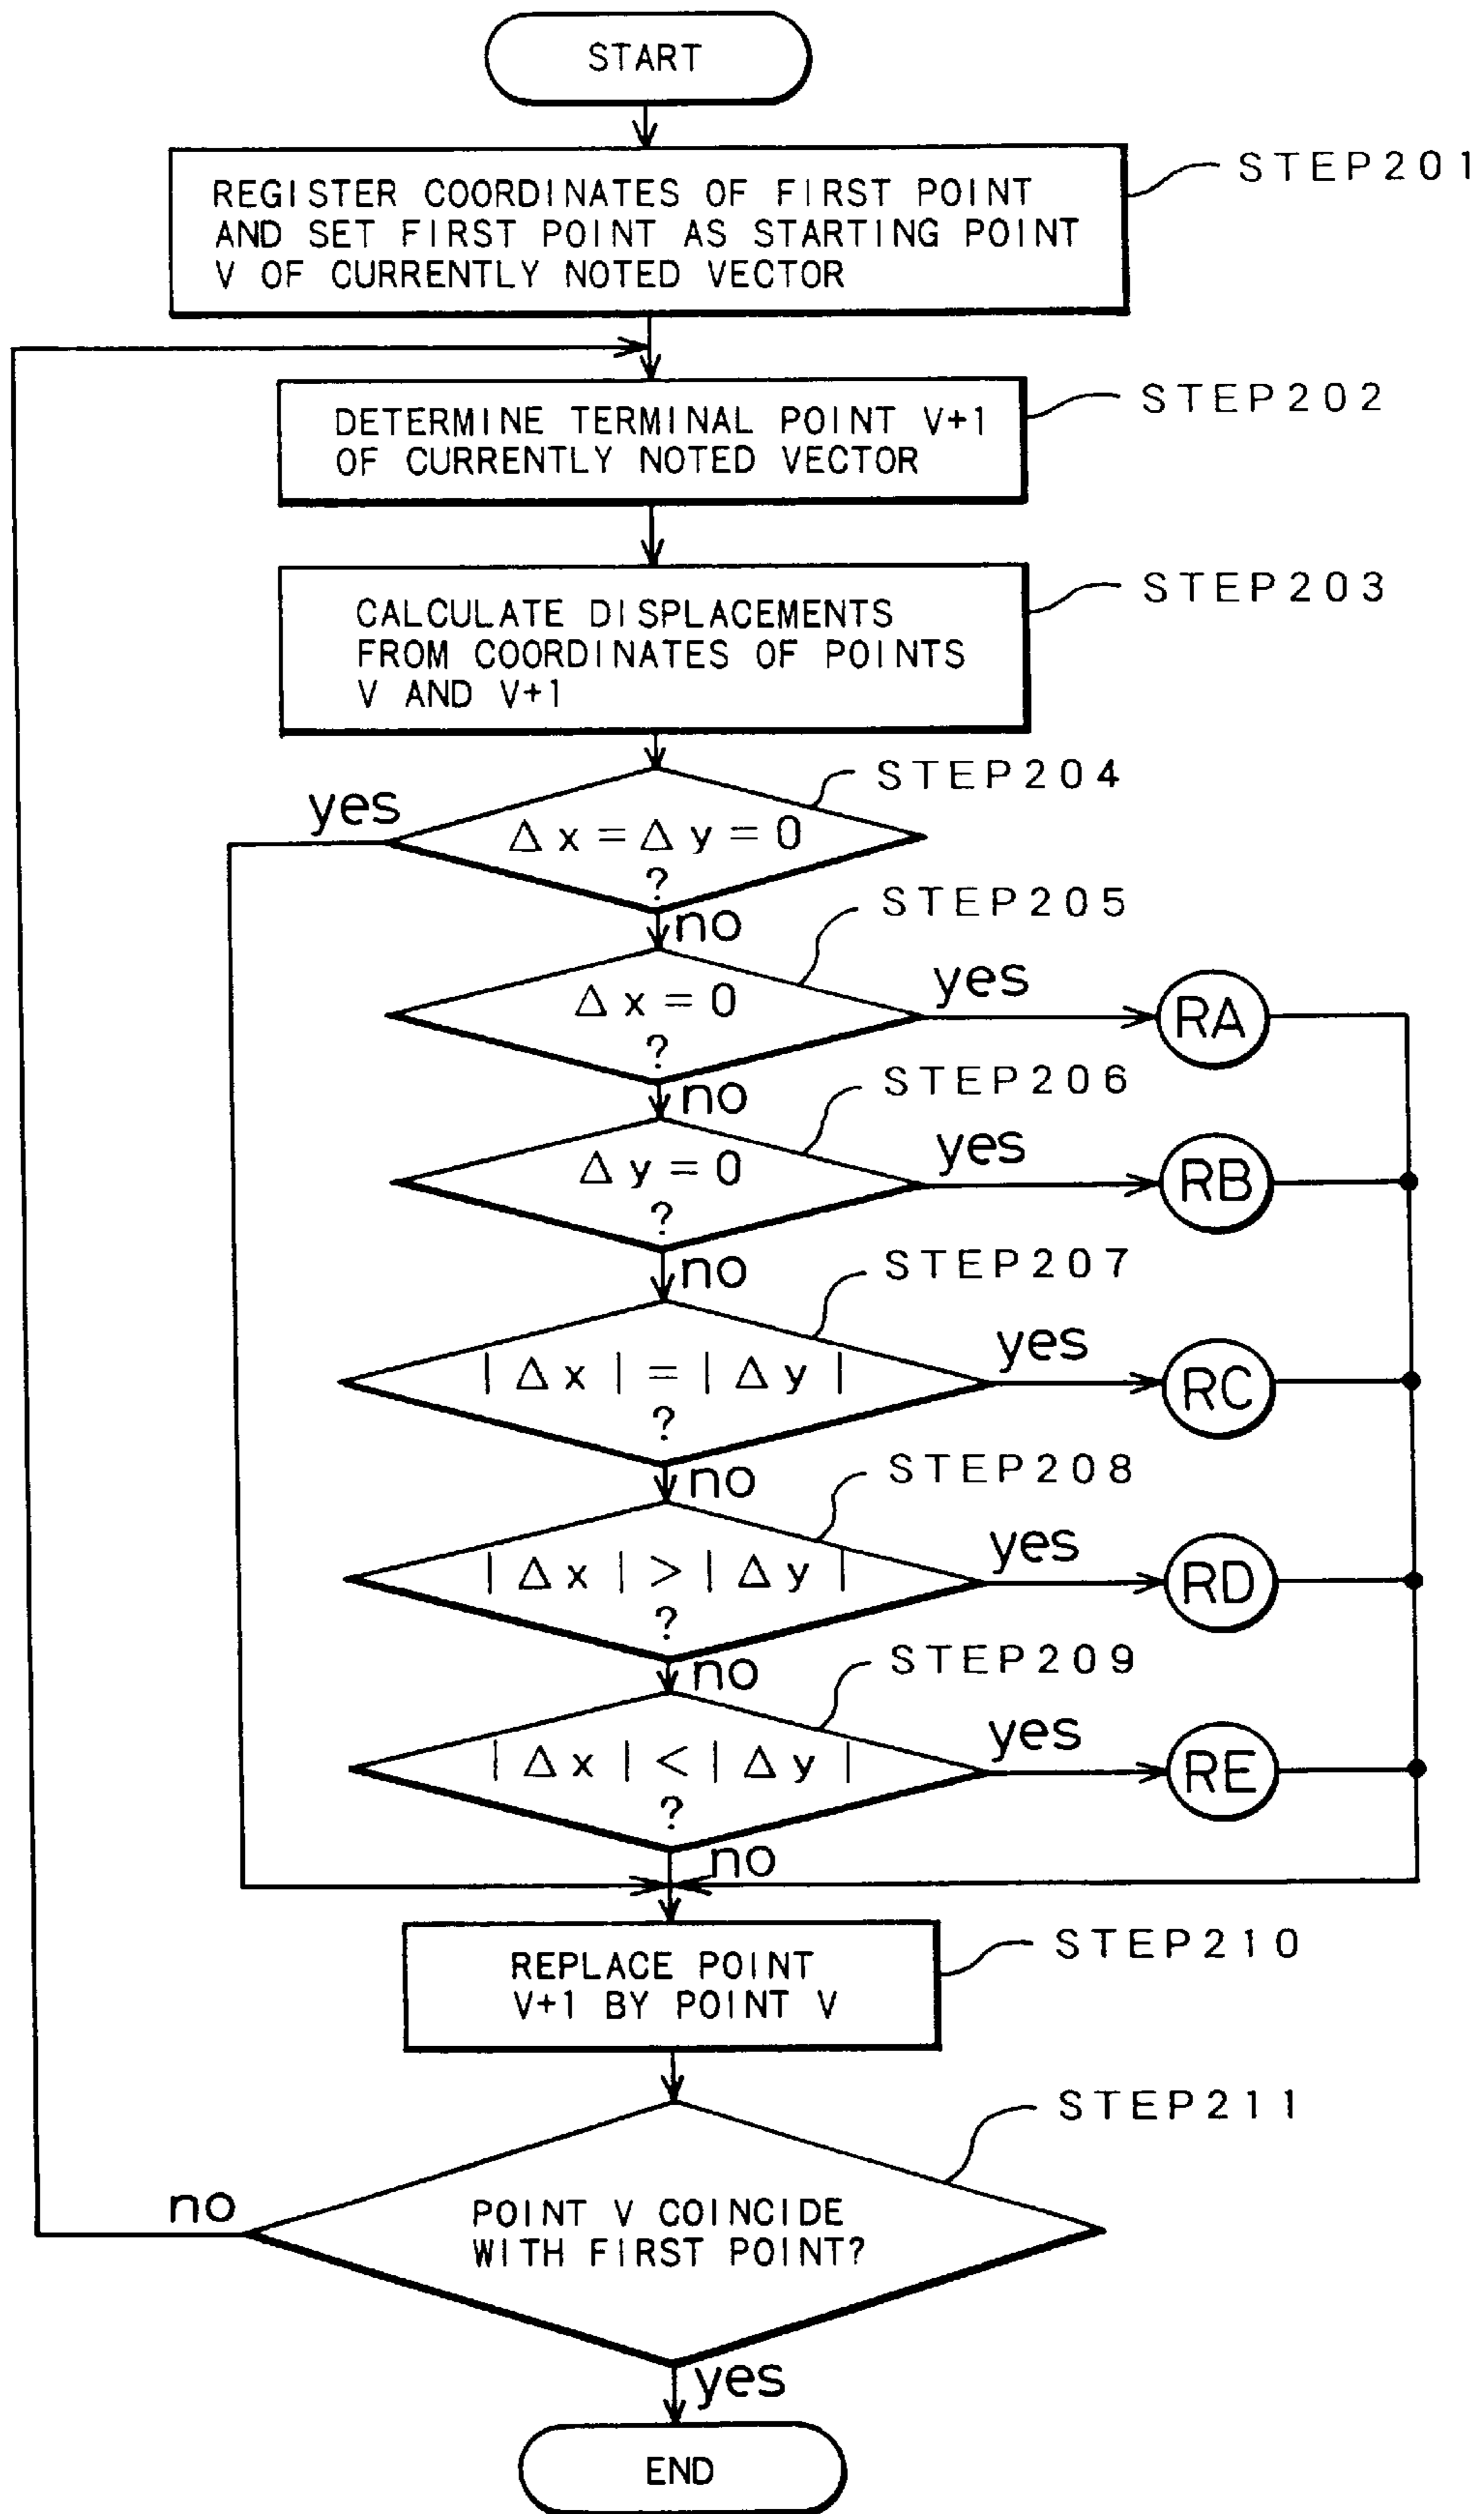 START
REGISTER COORDINATES OF FIRST POINT
AND SET FIRST POINT AS STARTING POINT
V OF CURRENTLY NOTED VECTOR
STEP201
DETERMINE TERMINAL POINT V+1
OF CURRENTLY NOTED VECTOR
STEP202
CALCULATE DISPLACEMENTS
FROM COORDINATES OF POINTS
V AND V+1
STEP203
STEP204
yes
Δx=Δy=0
?
no
STEP205
Δx=0
?
yes
RA
no
STEP206
Δy=0
?
yes
RB
no
STEP207
|Δx|=|Δy|
?
yes
RC
no
STEP208
|Δx|>|Δy|
?
yes
RD
no
STEP209
|Δx|<|Δy|
?
yes
RE
no
REPLACE POINT
V+1 BY POINT V
STEP210
STEP211
POINT V COINCIDE
WITH FIRST POINT?
no
yes
END